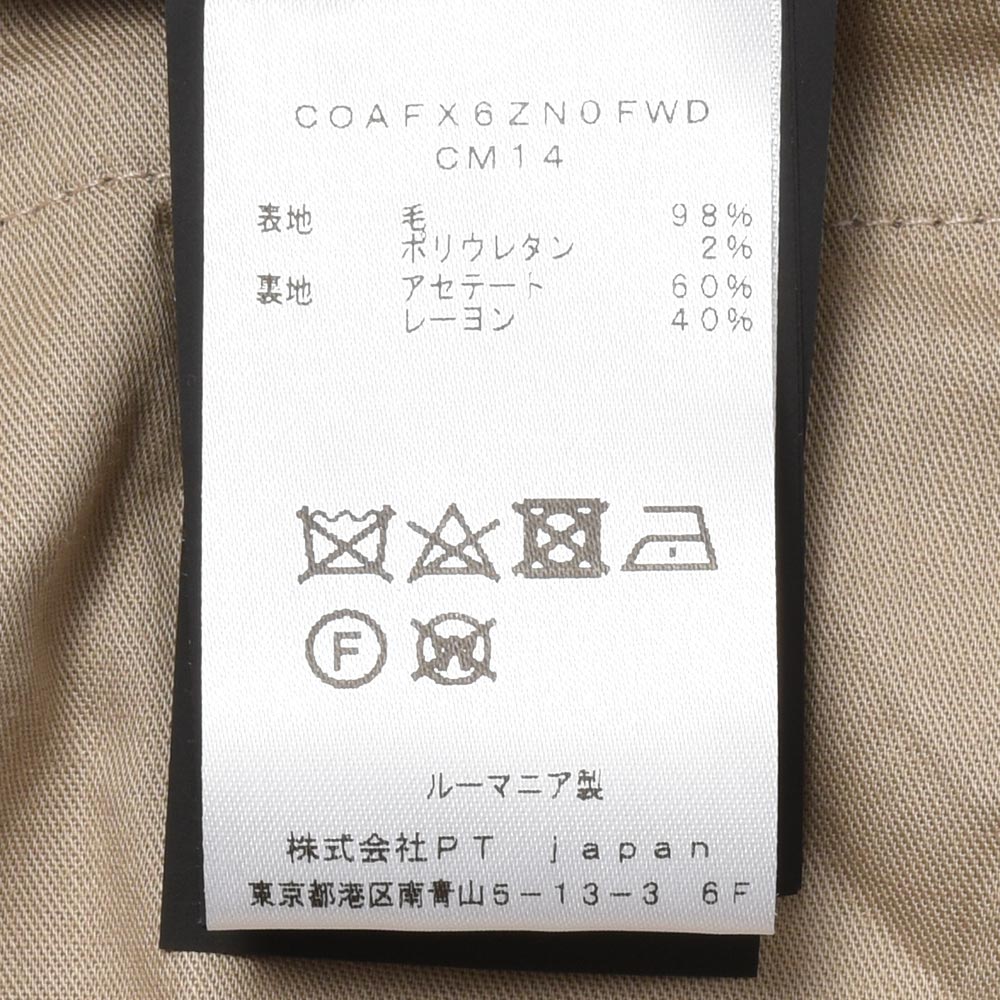 COAFX6ZN0FWD
CM14
表地 毛 98%
ポリウレタン 2%
裏地 アセテート 60%
レーヨン 40%
F W
ルーマニア製
株式会社PT japan
東京都港区南青山5-13-3 6F